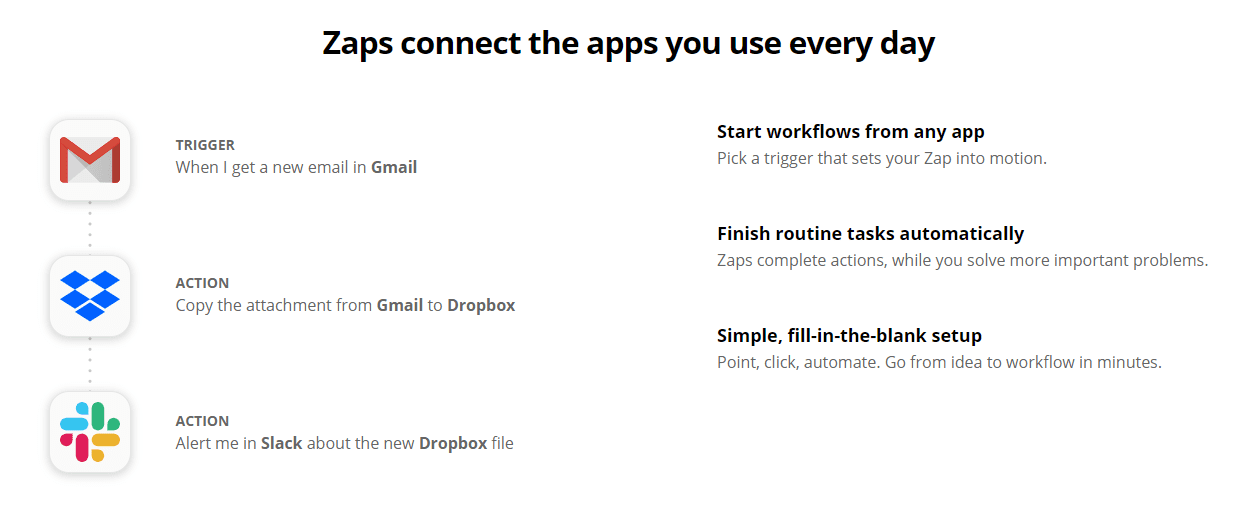 Zaps connect the apps you use every day
TRIGGER
When I get a new email in Gmail
ACTION
Copy the attachment from Gmail to Dropbox
ACTION
Alert me in Slack about the new Dropbox file
Start workflows from any app
Pick a trigger that sets your Zap into motion.
Finish routine tasks automatically
Zaps complete actions, while you solve more important problems.
Simple, fill-in-the-blank setup
Point, click, automate. Go from idea to workflow in minutes.